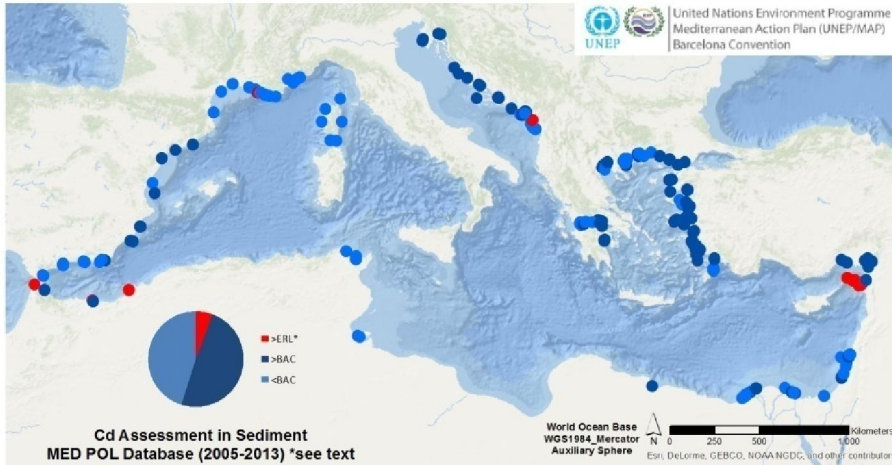 United Nations Environment Programme
Mediterranean Action Plan (UNEP/MAP)
Barcelona Convention
UNEP
>ERL*
>BAC
<BAC
Cd Assessment in Sediment
MED POL Database (2005-2013) *see text
World Ocean Base
WGS1984_Mercator
Auxiliary Sphere
N
Kilometers
0 250 500 1.000
Esri, DeLorme, GEBCO, NOAA NGDC, and other contributor